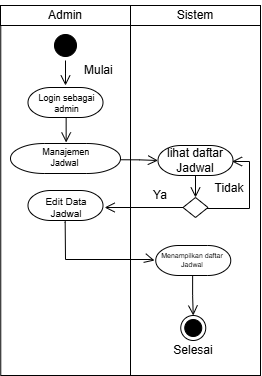 Admin
Sistem
Mulai
Login sebagai
admin
Manajemen
Jadwal
lihat daftar
Jadwal
Tidak
Ya
Edit Data
Jadwal
Menampilkan daftar
Jadwal
Selesai